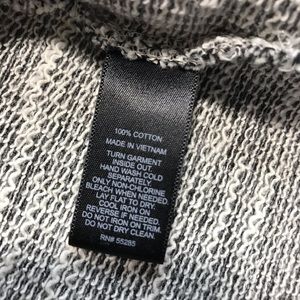 100% COTTON
MADE IN VIETNAM
TURN GARMENT
INSIDE OUT.
HAND WASH COLD
SEPARATELY.
ONLY NON-CHLORINE
BLEACH WHEN NEEDED.
LAY FLAT TO DRY
COOL IRON ON
REVERSE IF NEEDED.
DO NOT IRON ON TRIM.
DO NOT DRY CLEAN.
RN# 55285